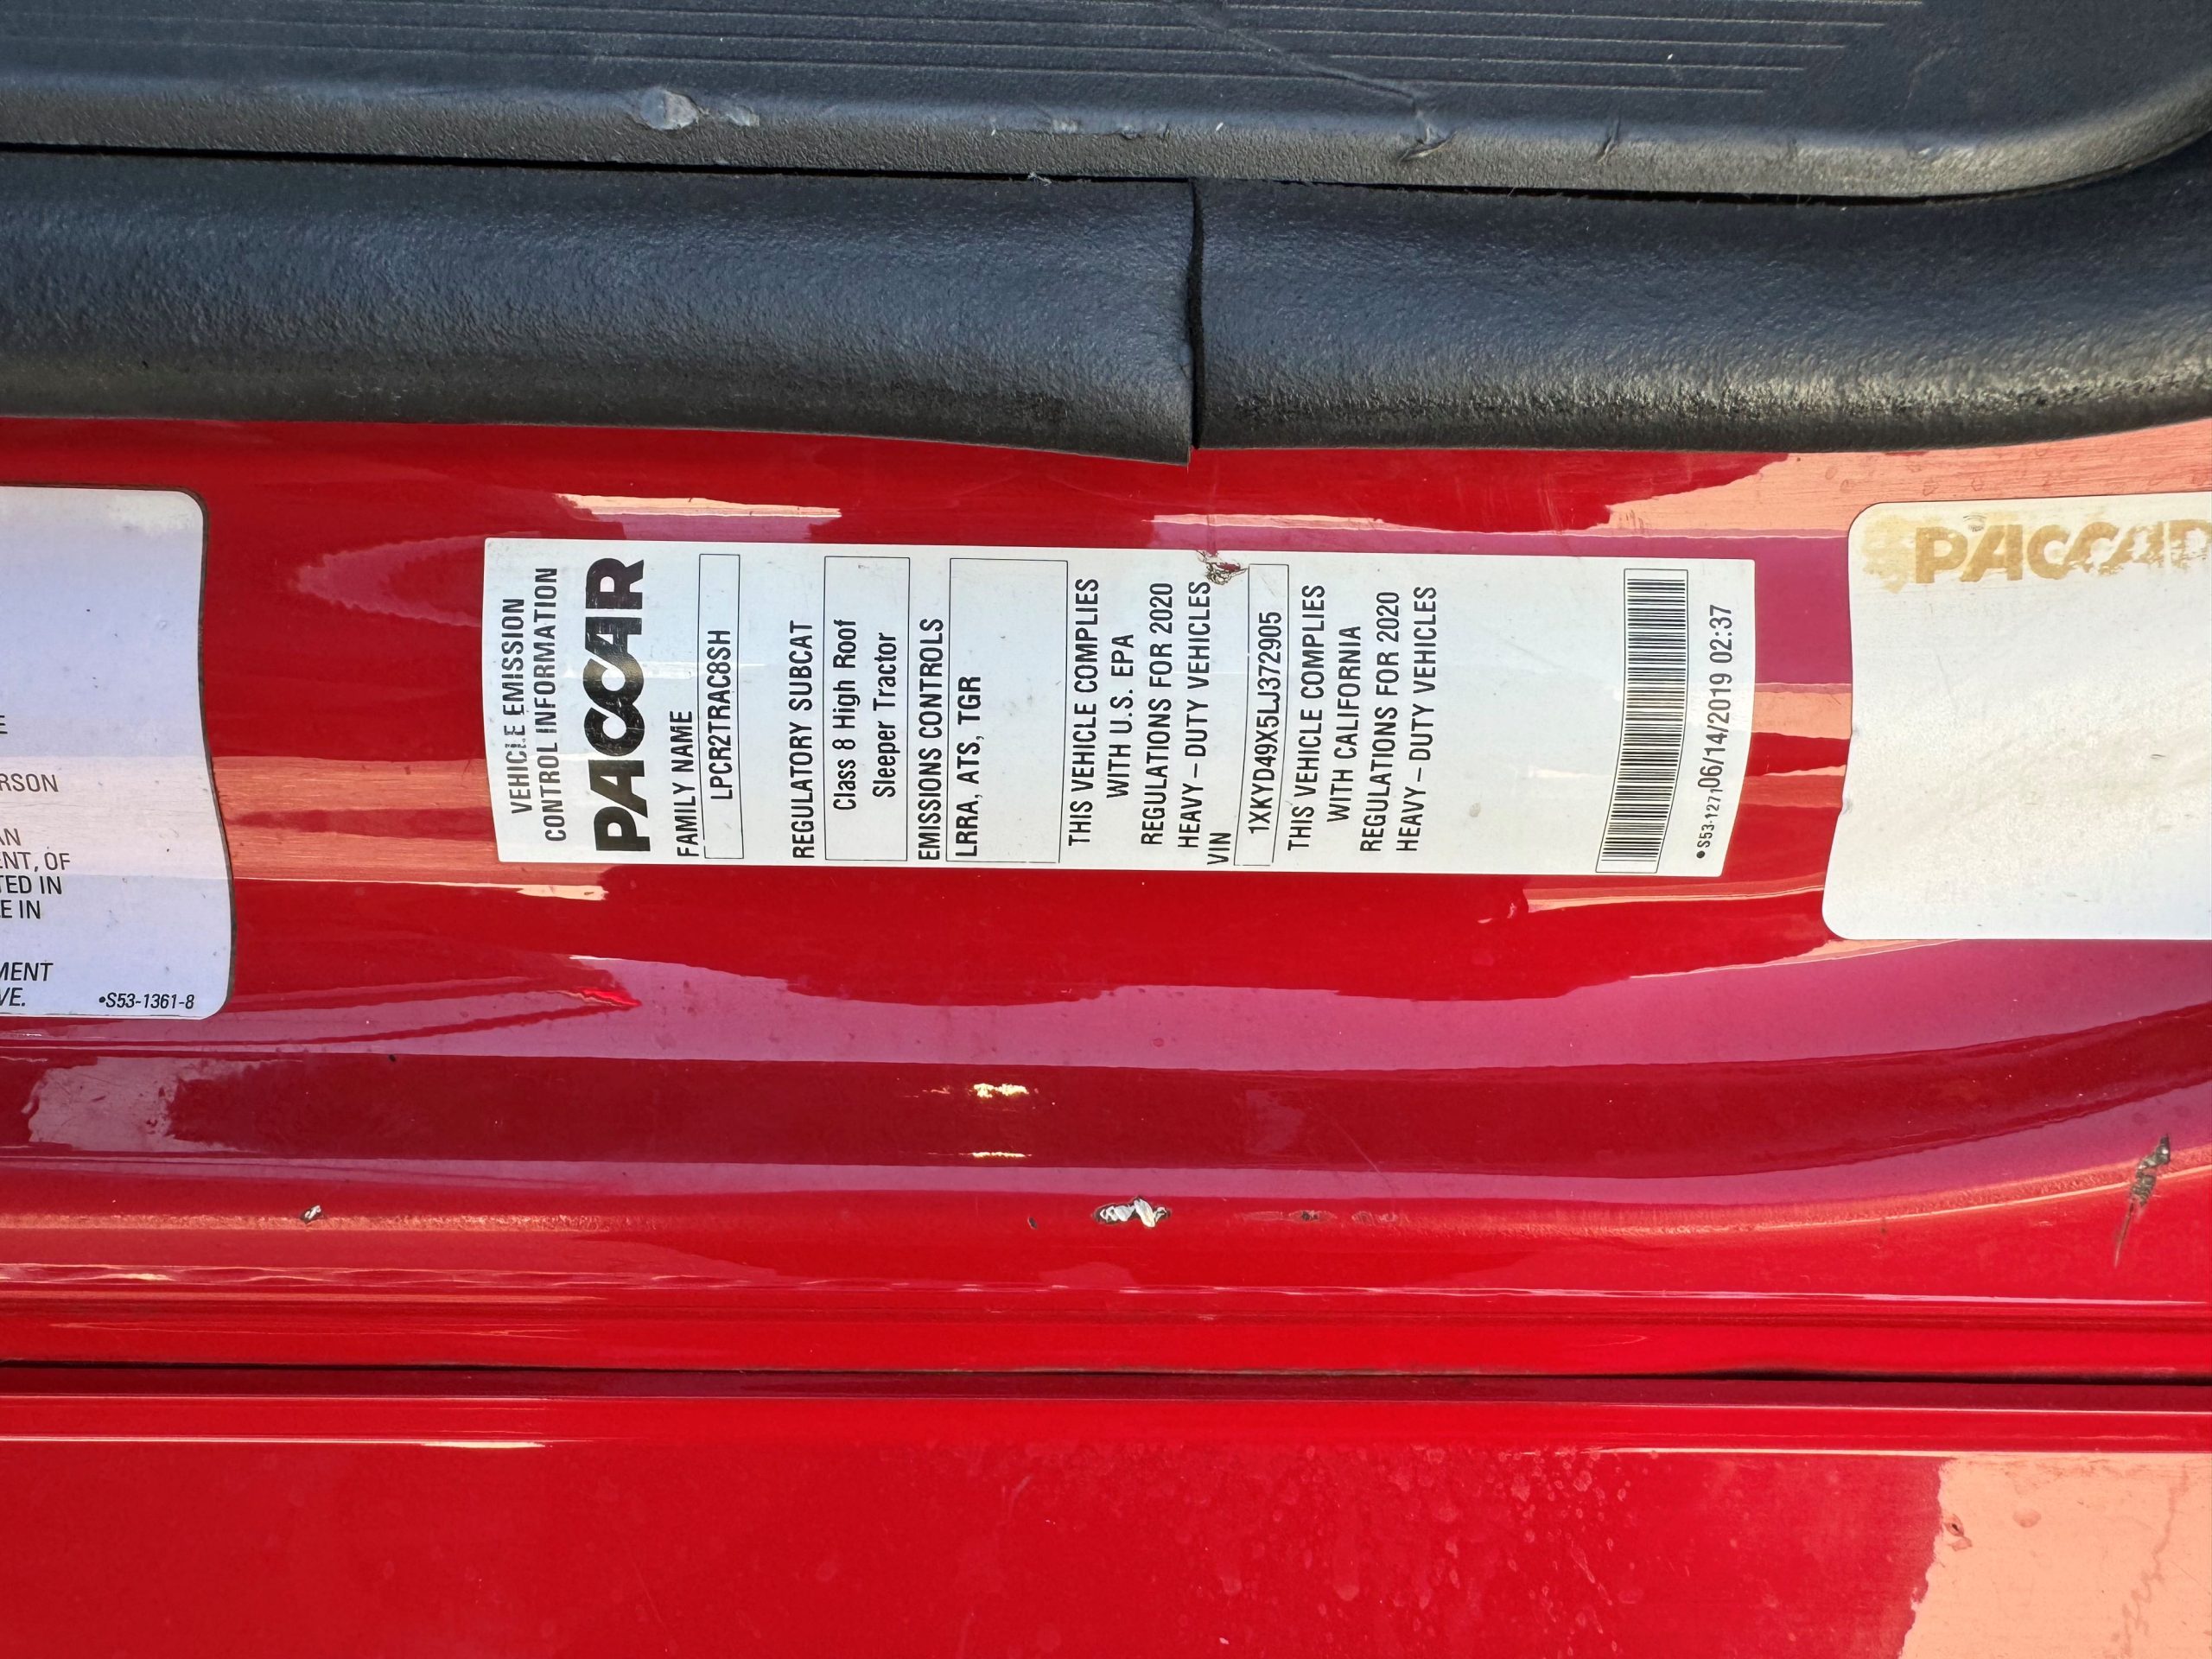 E
RSON
AN
ENT, OF
TED IN
E IN
MENT
VE.
•S53-1361-8
VEHICLE EMISSION
CONTROL INFORMATION
PACCAR
FAMILY NAME
LPCR2TRAC8SH
REGULATORY SUBCAT
Class 8 High Roof
Sleeper Tractor
EMISSIONS CONTROLS
LRRA, ATS, TGR
THIS VEHICLE COMPLIES
WITH U.S. EPA
REGULATIONS FOR 2020
HEAVY – DUTY VEHICLES
VIN
1XKYD49X5LJ372905
THIS VEHICLE COMPLIES
WITH CALIFORNIA
REGULATIONS FOR 2020
HEAVY – DUTY VEHICLES
•S53-1271 06/14/2019 02:37
PACCAR